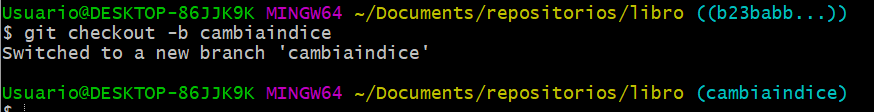 Usuario@DESKTOP-86JJK9K MINGW64 ~/Documents/repositorios/libro ((b23babb...))
$ git checkout -b cambiaindice
Switched to a new branch 'cambiaindice'
Usuario@DESKTOP-86JJK9K MINGW64 ~/Documents/repositorios/libro (cambiaindice)
$